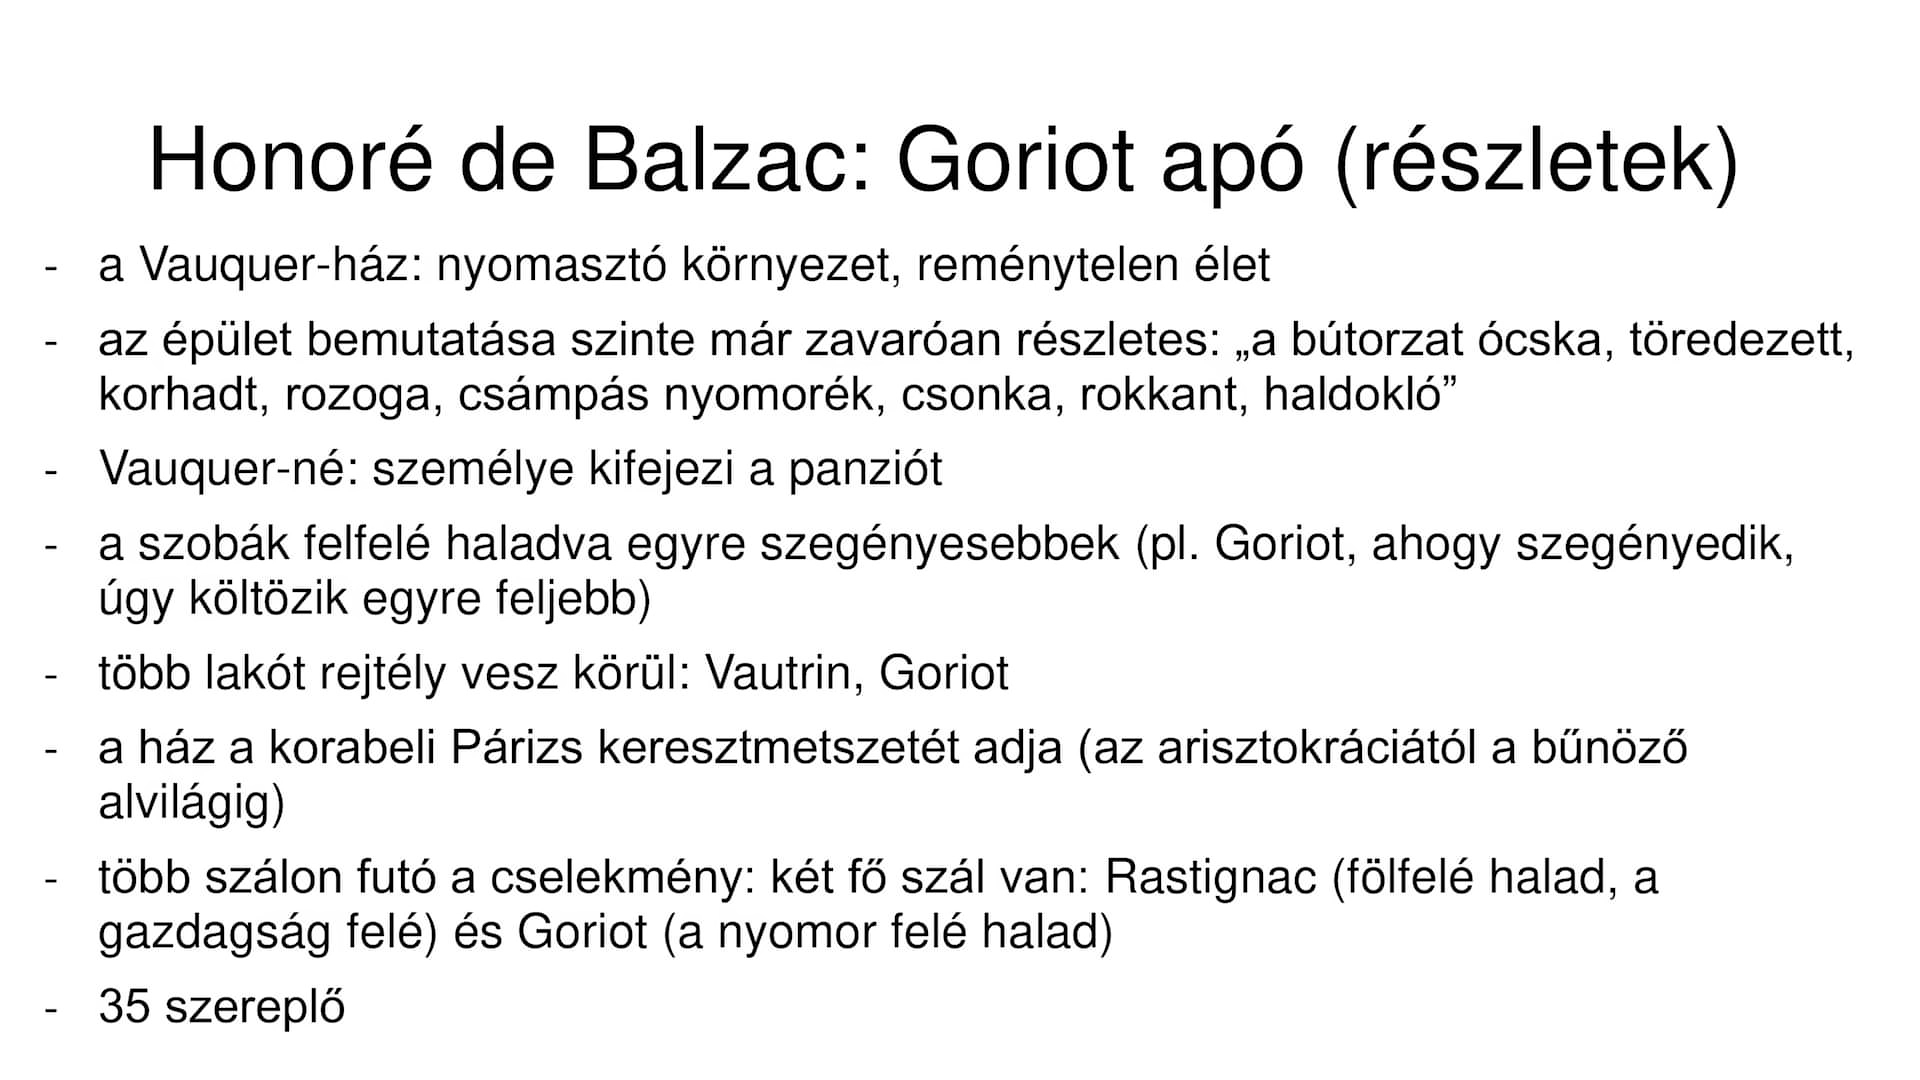 Honoré de Balzac: Goriot apó (részletek)
- a Vauquer-ház: nyomasztó környezet, reménytelen élet
- az épület bemutatása szinte már zavaróan részletes: „a bútorzat ócska, töredezett,
korhadt, rozoga, csámpás nyomorék, csonka, rokkant, haldokló”
- Vauquer-né: személye kifejezi a panziót
- a szobák felfelé haladva egyre szegényesebbek (pl. Goriot, ahogy szegényedik,
úgy költözik egyre feljebb)
- több lakót rejtély vesz körül: Vautrin, Goriot
- a ház a korabeli Párizs keresztmetszetét adja (az arisztokráciától a bűnöző
alvilágig)
- több szálon futó a cselekmény: két fő szál van: Rastignac (fölfelé halad, a
gazdagság felé) és Goriot (a nyomor felé halad)
- 35 szereplő